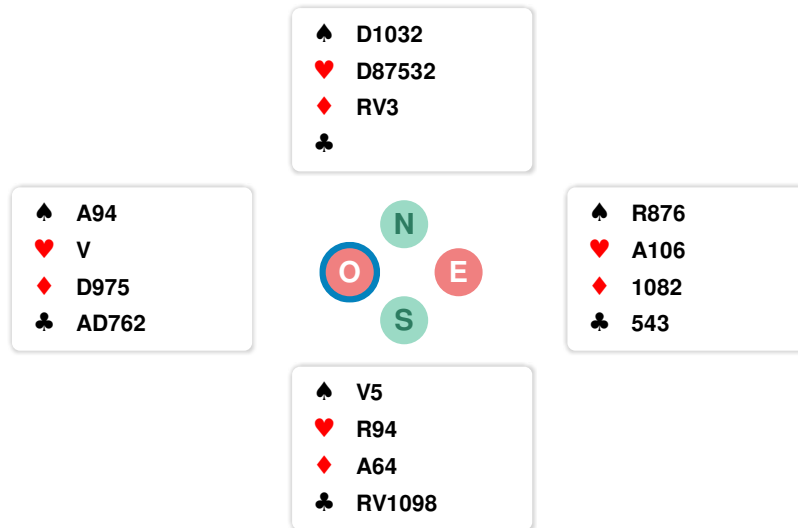 ♠ D1032
♥ D87532
♦ RV3
♣
♠ A94
♥ V
♦ D975
♣ AD762
N
O
E
S
♠ R876
♥ A106
♦ 1082
♣ 543
♠ V5
♥ R94
♦ A64
♣ RV1098